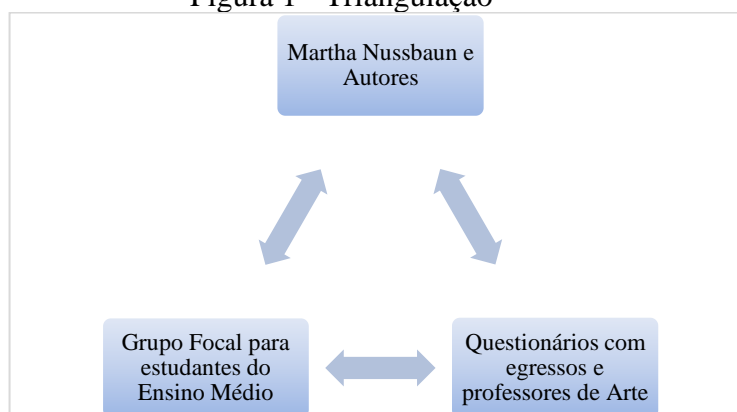 Figura 1 – Triangulação
Martha Nussbaun e
Autores
Grupo Focal para
estudantes do
Ensino Médio
Questionários com
egressos e
professores de Arte